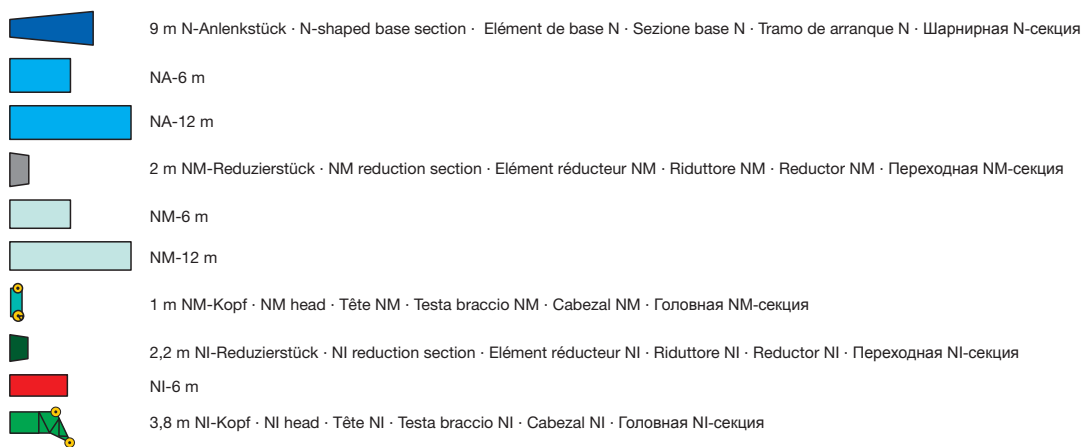 9 m N-Anlenkstück · N-shaped base section · Elément de base N · Sezione base N · Tramo de arranque N · Шарнирная N-секция
NA-6 m
NA-12 m
2 m NM-Reduzierstück · NM reduction section · Elément réducteur NM · Riduttore NM · Reductor NM · Переходная NM-секция
NM-6 m
NM-12 m
1 m NM-Kopf · NM head · Tête NM · Testa braccio NM · Cabezal NM · Головная NM-секция
2,2 m NI-Reduzierstück · NI reduction section · Elément réducteur NI · Riduttore NI · Reductor NI · Переходная NI-секция
NI-6 m
3,8 m NI-Kopf · NI head · Tête NI · Testa braccio NI · Cabezal NI · Головная NI-секция